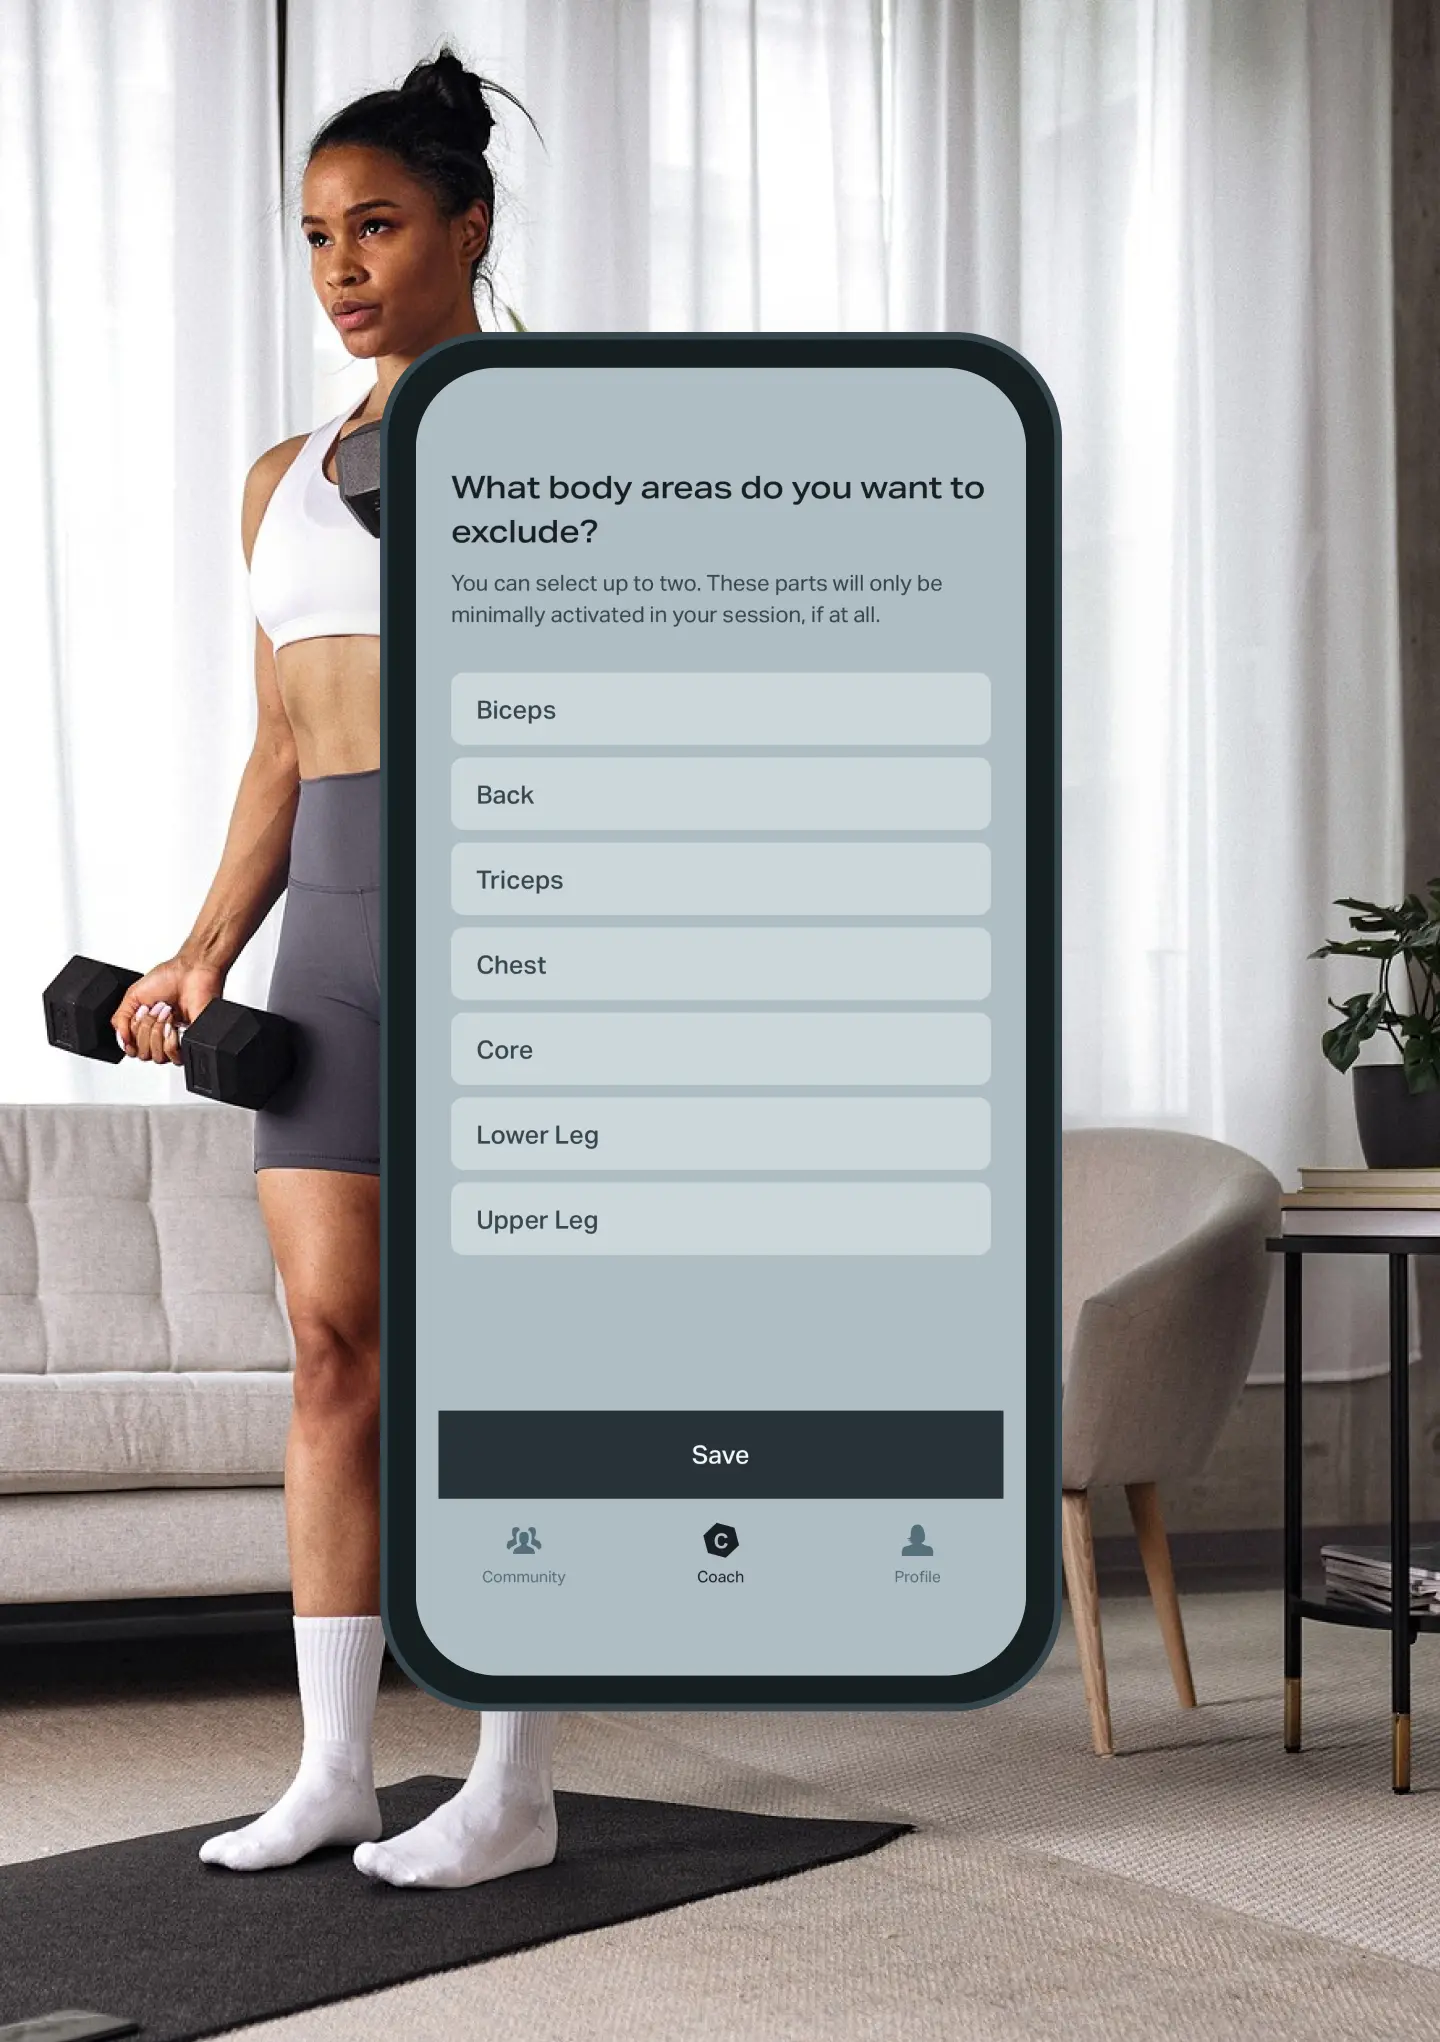 What body areas do you want to
exclude?
You can select up to two. These parts will only be
minimally activated in your session, if at all.
Biceps
Back
Triceps
Chest
Core
Lower Leg
Upper Leg
Save
C
Community
Coach
Profile